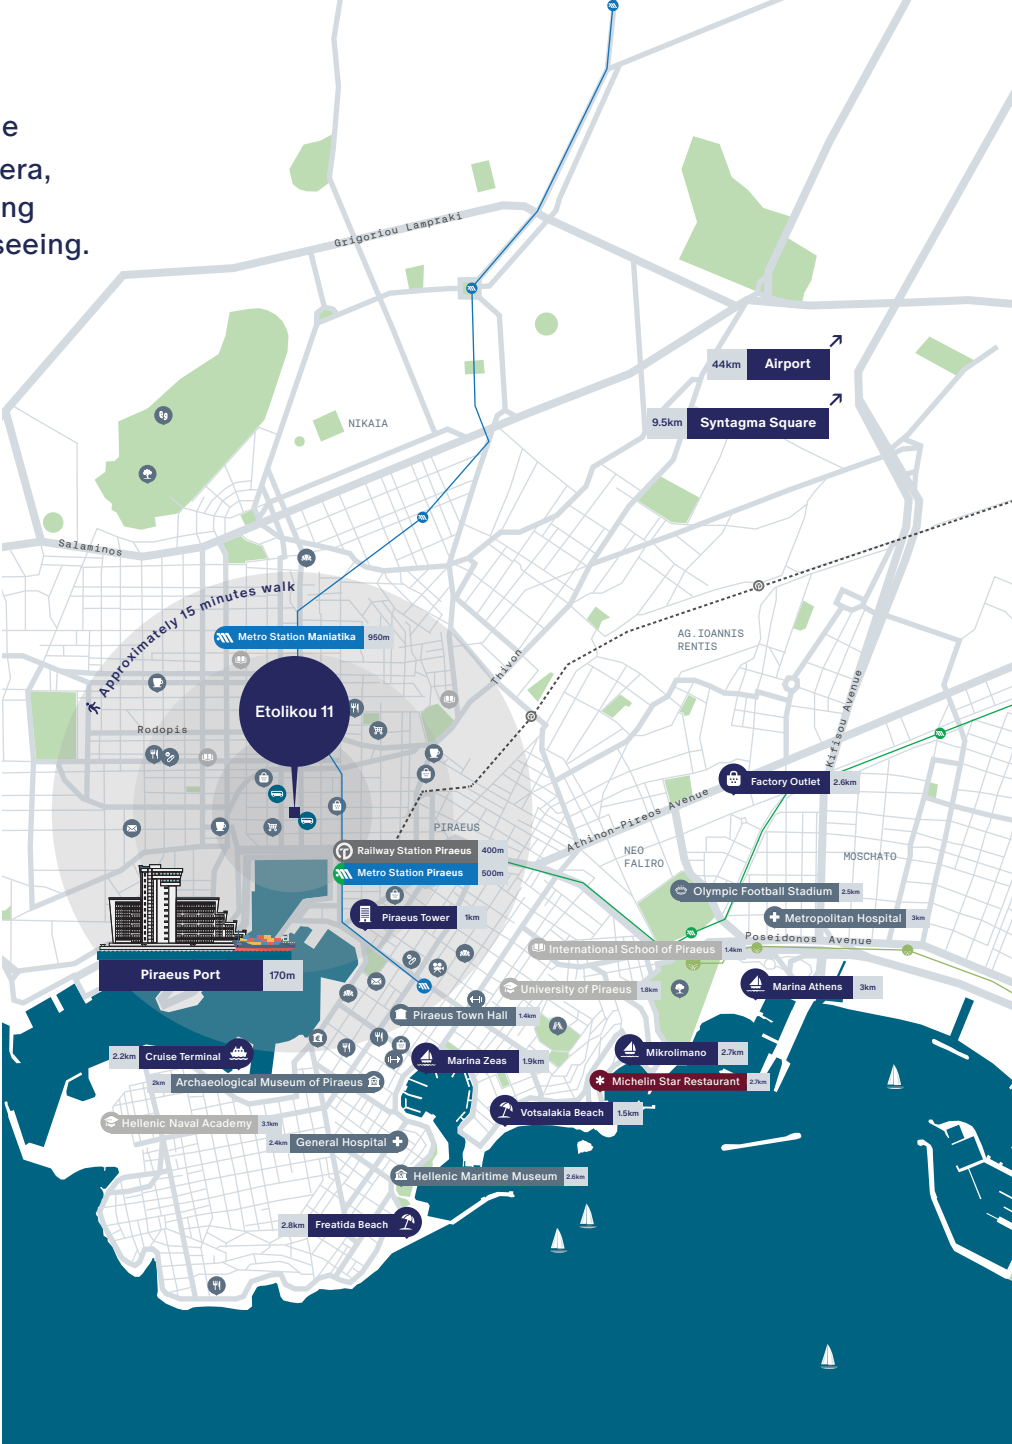 e
era,
ng
seeing.
Grigoriou Lampraki
44km Airport
9.5km Syntagma Square
NIKAIA
Salaminos
Approximately 15 minutes walk
Metro Station Maniatika 950m
AG.IOANNIS
RENTIS
Thivon
Etolikou 11
Rodopis
Kifisou Avenue
Factory Outlet 2.6km
Athinon-Pireos Avenue
PIRAEUS
Railway Station Piraeus 400m
Metro Station Piraeus 500m
NEO
FALIRO
MOSCHATO
Olympic Football Stadium 2.5km
Piraeus Tower 1km
Metropolitan Hospital 3km
Poseidonos Avenue
International School of Piraeus 1.4km
Piraeus Port 170m
University of Piraeus 1.8km
Marina Athens 3km
Piraeus Town Hall 1.4km
2.2km Cruise Terminal
Marina Zeas 1.9km
Mikrolimano 2.7km
2km Archaeological Museum of Piraeus
Michelin Star Restaurant 2.7km
Votsalakia Beach 1.5km
Hellenic Naval Academy 3.1km
2.4km General Hospital
Hellenic Maritime Museum 2.6km
2.8km Freatida Beach